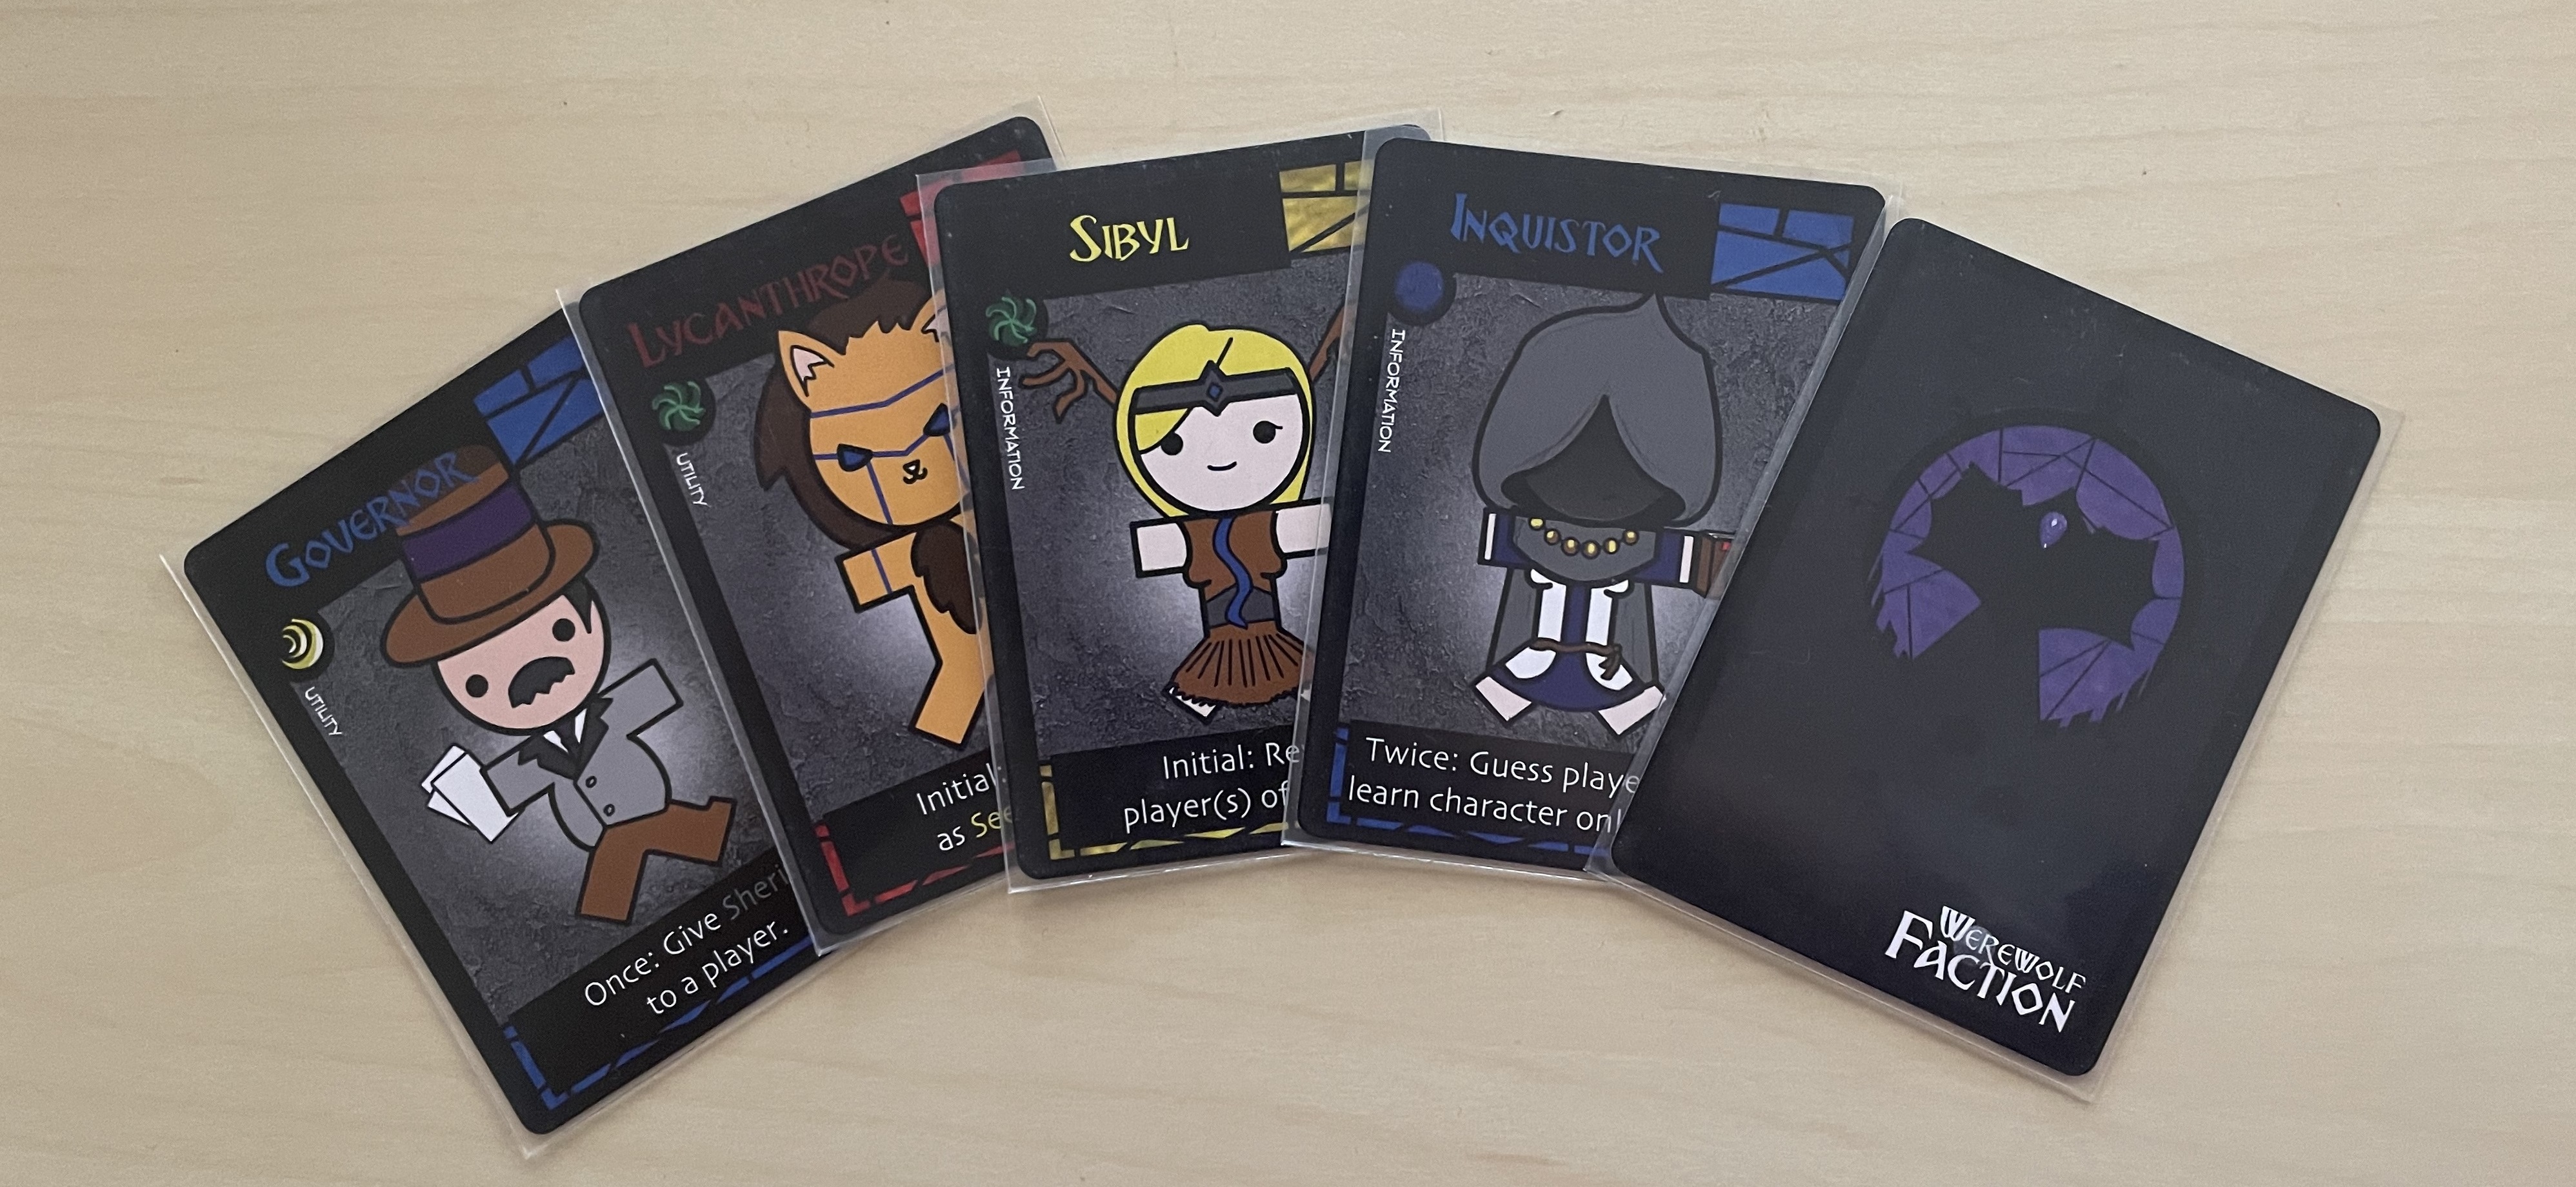 GOVERNOR
UTILITY
Once: Give
to a player.
LYCANTHROPE
UTILITY
Initial:
as
SIBYL
INFORMATION
Initial:
player(s) of
INQUISTOR
INFORMATION
Twice: Guess
learn character
WEREWOLF
FACTION